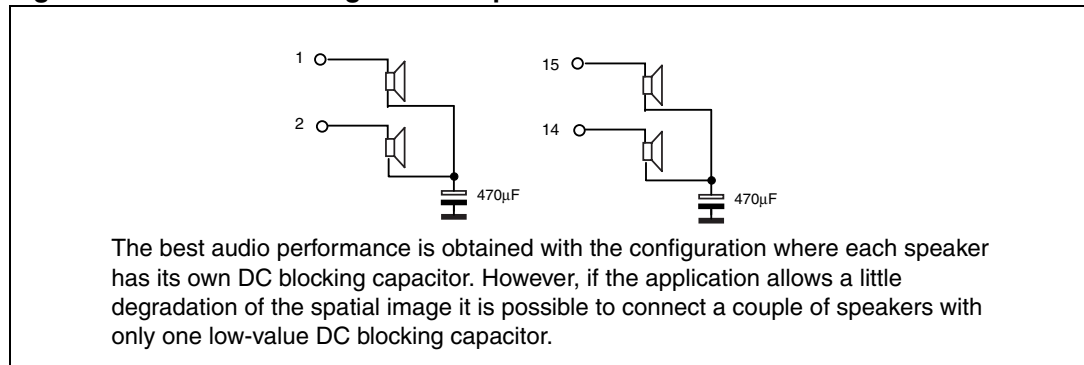 1
15
2
14
470μF
470μF
The best audio performance is obtained with the configuration where each speaker
has its own DC blocking capacitor. However, if the application allows a little
degradation of the spatial image it is possible to connect a couple of speakers with
only one low-value DC blocking capacitor.